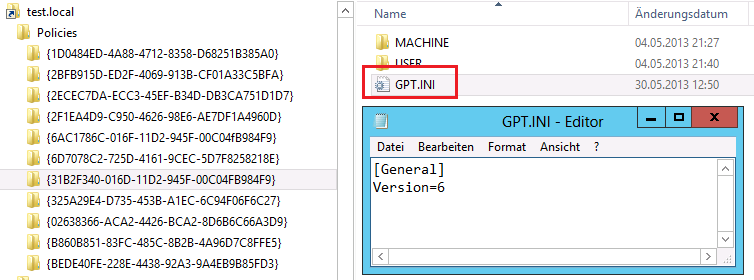 test.local
Policies
{1D0484ED-4A88-4712-8358-D68251B385A0}
{2BFB915D-ED2F-4069-913B-CF01A33C5BFA}
{2ECEC7DA-ECC3-45EF-B34D-DB3CA751D1D7}
{2F1EA4D9-C950-4626-98E6-AE7DF1A4960D}
{6AC1786C-016F-11D2-945F-00C04fB984F9}
{6D7078C2-725D-4161-9CEC-5D7F8258218E}
{31B2F340-016D-11D2-945F-00C04FB984F9}
{325A29E4-D735-453B-A1EC-6C94F06F6C27}
{02638366-ACA2-4426-BCA2-8D6B6C66A3D9}
{B860B851-83FC-485C-8B2B-4A96D7C8FFE5}
{BEDE40FE-228E-4438-92A3-9A4EB9B85FD3}
Name Änderungsdatum
MACHINE 04.05.2013 21:27
USER 04.05.2013 21:40
GPT.INI 30.05.2013 12:50
GPT.INI - Editor
Datei Bearbeiten Format Ansicht ?
[General]
Version=6